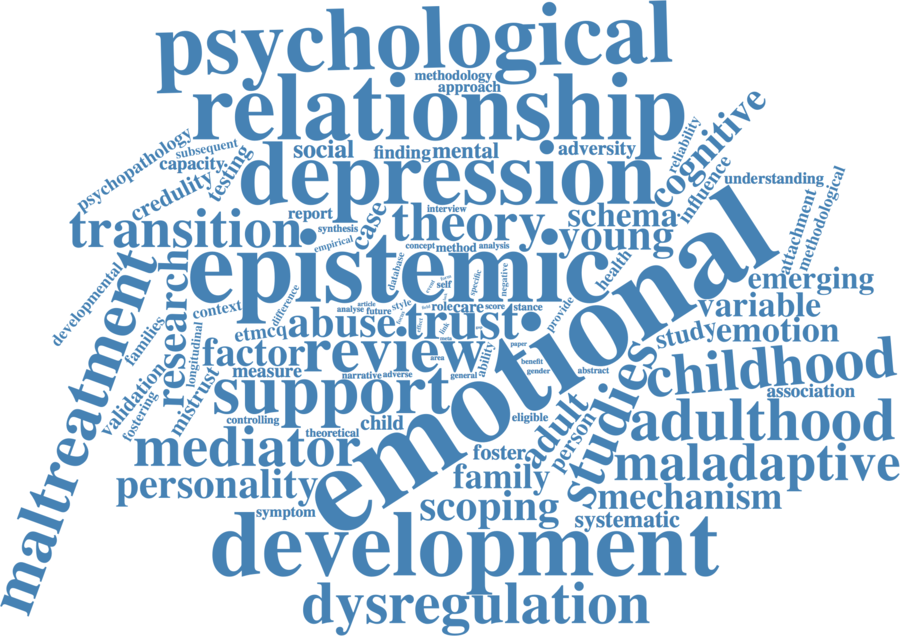 psychological
methodology
approach
relationship
cognitive
reliability
psychopathology
subsequent
capacity
testing
social
finding
mental
adversity
depression
influence
understanding
credulity
report
interview
synthesis
case
theory
schema
attachment
methodological
transition
empirical
concept
method
analysis
young
emotional
epistemic
database
self
specific
negative
health
developmental
emerging
maltreatment
research
context
difference
article
analyse
future
style
role
care
score
stance
provide
variable
families
longitudinal
etmcq
abuse
trust
study
emotion
effect
link
meta
factor
review
area
ability
paper
benefit
gender
abstract
childhood
validation
fostering
mistrust
measure
narrative
adverse
general
support
studies
association
controlling
child
eligible
adult
person
adulthood
mediator
theoretical
foster
maladaptive
personality
family
mechanism
symptom
scoping
systematic
development
dysregulation